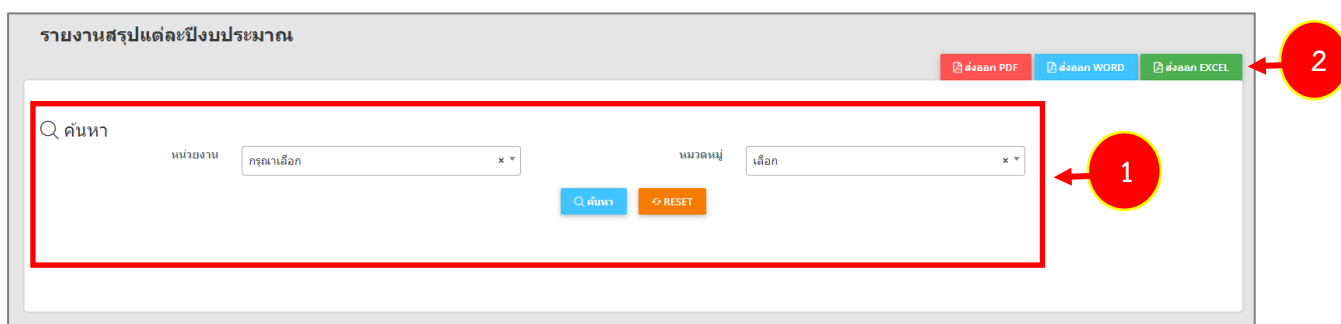 รายงานสรุปแต่ละปีงบประมาณ
ส่งออก PDF ส่งออก WORD ส่งออก EXCEL
2
ค้นหา
หน่วยงาน กรุณาเลือก × หมวดหมู่ เลือก ×
1
ค้นหา RESET